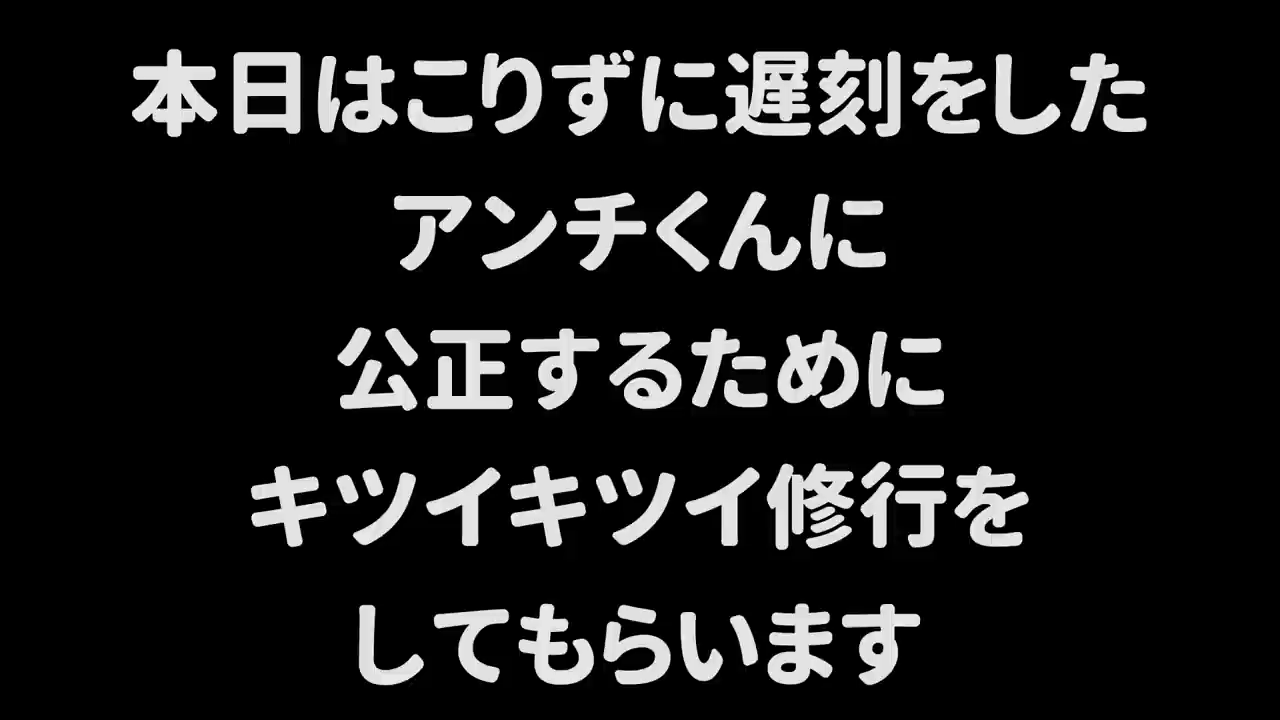 本日はこりずに遅刻をした
アンチくんに
公正するために
キツイキツイ修行を
してもらいます